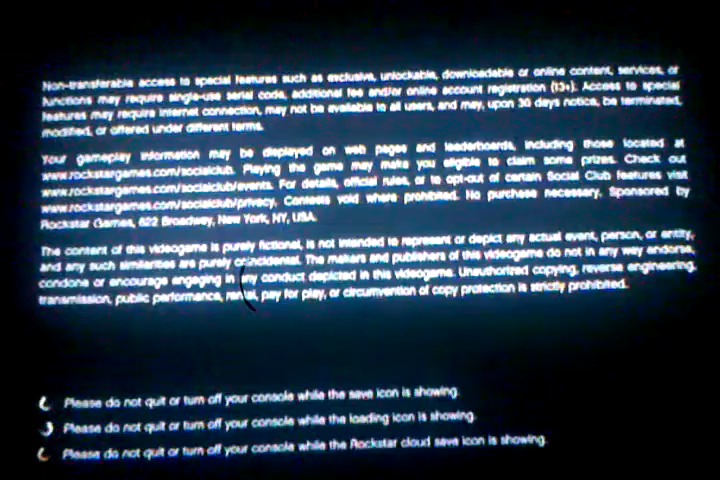 Non-transferable access to special features such as exclusive, unlockable, downloadable or online content, services, or
functions may require single-use serial code, additional fee and/or online account registration (13+). Access to special
features may require internet connection, may not be available to all users, and may, upon 30 days notice, be terminated,
modified, or offered under different terms.
Your gameplay information may be displayed on web pages and leaderboards, including those located at
www.rockstargames.com/socialclub. Playing the game may make you eligible to claim some prizes. Check out
www.rockstargames.com/socialclub/events. For details, official rules, or to opt-out of certain Social Club features visit
www.rockstargames.com/socialclub/privacy. Contests void where prohibited. No purchase necessary. Sponsored by
Rockstar Games, 622 Broadway, New York, NY, USA.
The content of this videogame is purely fictional, is not intended to represent or depict any actual event, person, or entity,
and any such similarities are purely coincidental. The makers and publishers of this videogame do not in any way endorse,
condone or encourage engaging in any conduct depicted in this videogame. Unauthorized copying, reverse engineering,
transmission, public performance, rental, pay for play, or circumvention of copy protection is strictly prohibited.
Please do not quit or turn off your console while the save icon is showing.
Please do not quit or turn off your console while the loading icon is showing.
Please do not quit or turn off your console while the Rockstar cloud save icon is showing.